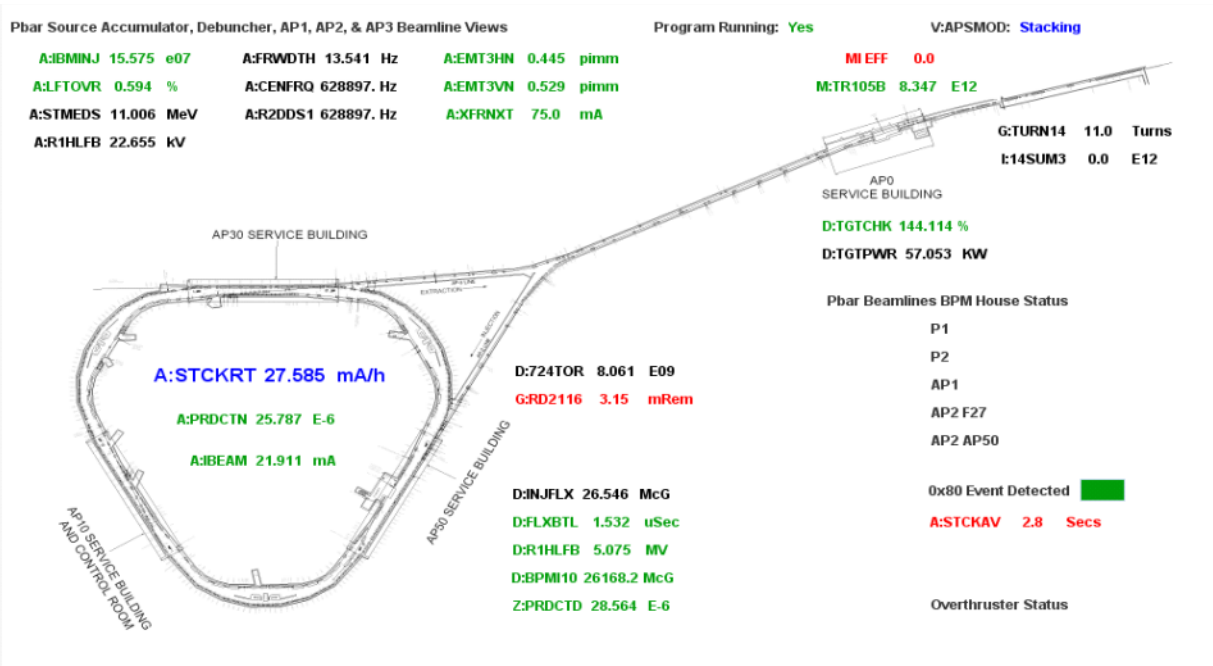 Pbar Source Accumulator, Debuncher, AP1, AP2, & AP3 Beamline Views
Program Running: Yes
V:APSMOD: Stacking
A:IBMINJ 15.575 e07
A:FRWDTH 13.541 Hz
A:EMT3HN 0.445 pimm
MI EFF 0.0
A:LFTOVR 0.594 %
A:CENFRQ 628897. Hz
A:EMT3VN 0.529 pimm
M:TR105B 8.347 E12
A:STMEDS 11.006 MeV
A:R2DDS1 628897. Hz
A:XFRNXT 75.0 mA
A:R1HLFB 22.655 kV
G:TURN14 11.0 Turns
I:14SUM3 0.0 E12
AP0
SERVICE BUILDING
D:TGTCHK 144.114 %
D:TGTPWR 57.053 KW
AP30 SERVICE BUILDING
EXTRACTION
INJECTION
Pbar Beamlines BPM House Status
P1
P2
AP1
AP2 F27
AP2 AP50
A:STCKRT 27.585 mA/h
A:PRDCTN 25.787 E-6
A:IBEAM 21.911 mA
D:724TOR 8.061 E09
G:RD2116 3.15 mRem
AP50 SERVICE BUILDING
AP10 SERVICE BUILDING
AND CONTROL ROOM
D:INJFLX 26.546 McG
D:FLXBTL 1.532 uSec
D:R1HLFB 5.075 MV
D:BPMI10 26168.2 McG
Z:PRDCTD 28.564 E-6
0x80 Event Detected
A:STCKAV 2.8 Secs
Overthruster Status